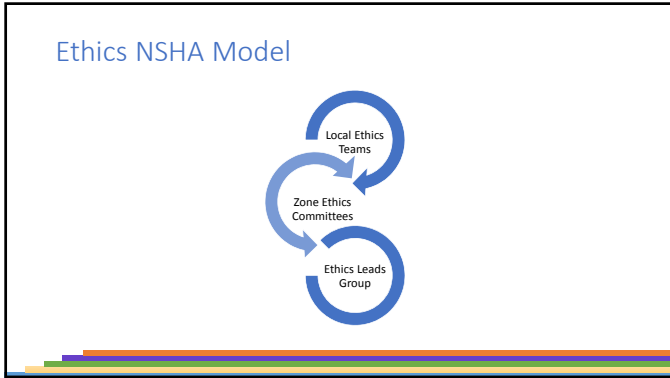 Ethics NSHA Model
Local Ethics
Teams
Zone Ethics
Committees
Ethics Leads
Group